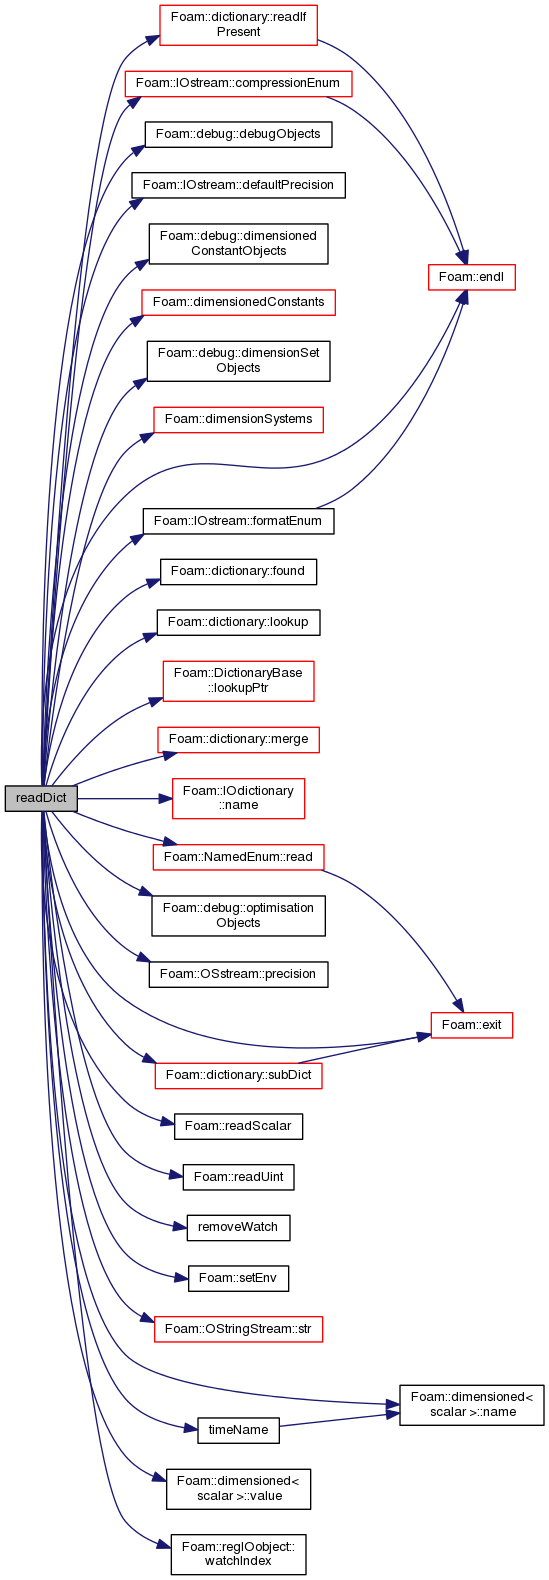 Foam::dictionary::readIf
Present
Foam::IOstream::compressionEnum
Foam::debug::debugObjects
Foam::IOstream::defaultPrecision
Foam::debug::dimensioned
ConstantObjects
Foam::endl
Foam::dimensionedConstants
Foam::debug::dimensionSet
Objects
Foam::dimensionSystems
Foam::IOstream::formatEnum
Foam::dictionary::found
Foam::dictionary::lookup
Foam::DictionaryBase
::lookupPtr
Foam::dictionary::merge
readDict
Foam::IOdictionary
::name
Foam::NamedEnum::read
Foam::debug::optimisation
Objects
Foam::OSstream::precision
Foam::exit
Foam::dictionary::subDict
Foam::readScalar
Foam::readUint
removeWatch
Foam::setEnv
Foam::OStringStream::str
Foam::dimensioned<
scalar >::name
timeName
Foam::dimensioned<
scalar >::value
Foam::regIOobject::
watchIndex